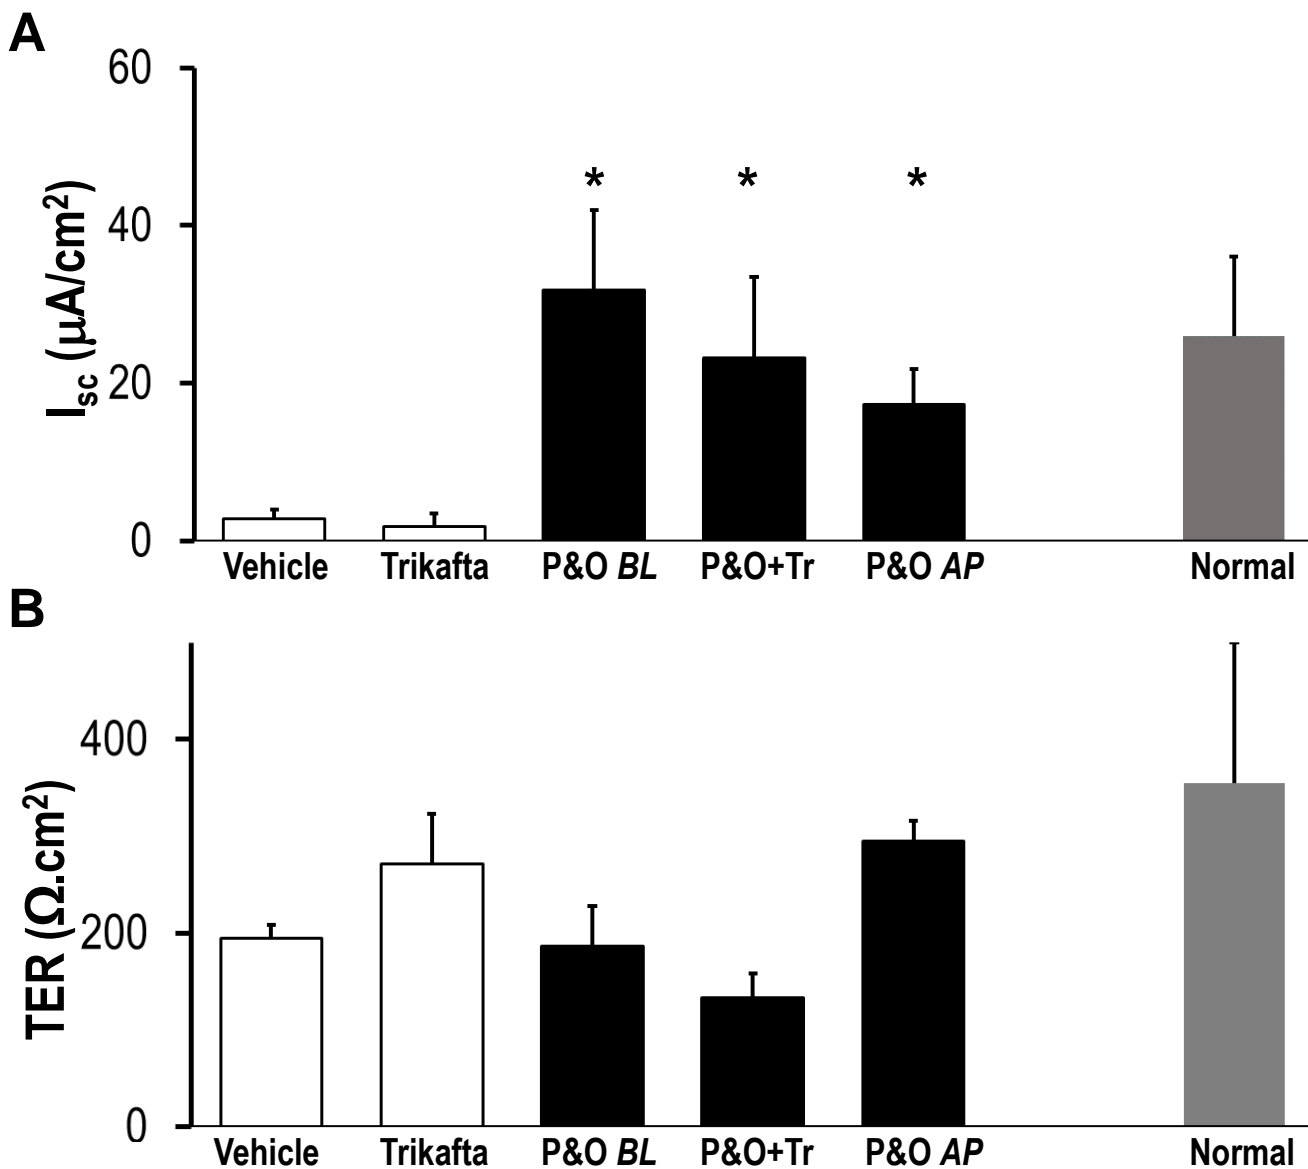 A
60
40
20
0
Isc (μA/cm²)
* * *
Vehicle Trikafta P&O BL P&O+Tr P&O AP Normal
B
400
200
0
TER (Ω.cm²)
Vehicle Trikafta P&O BL P&O+Tr P&O AP Normal